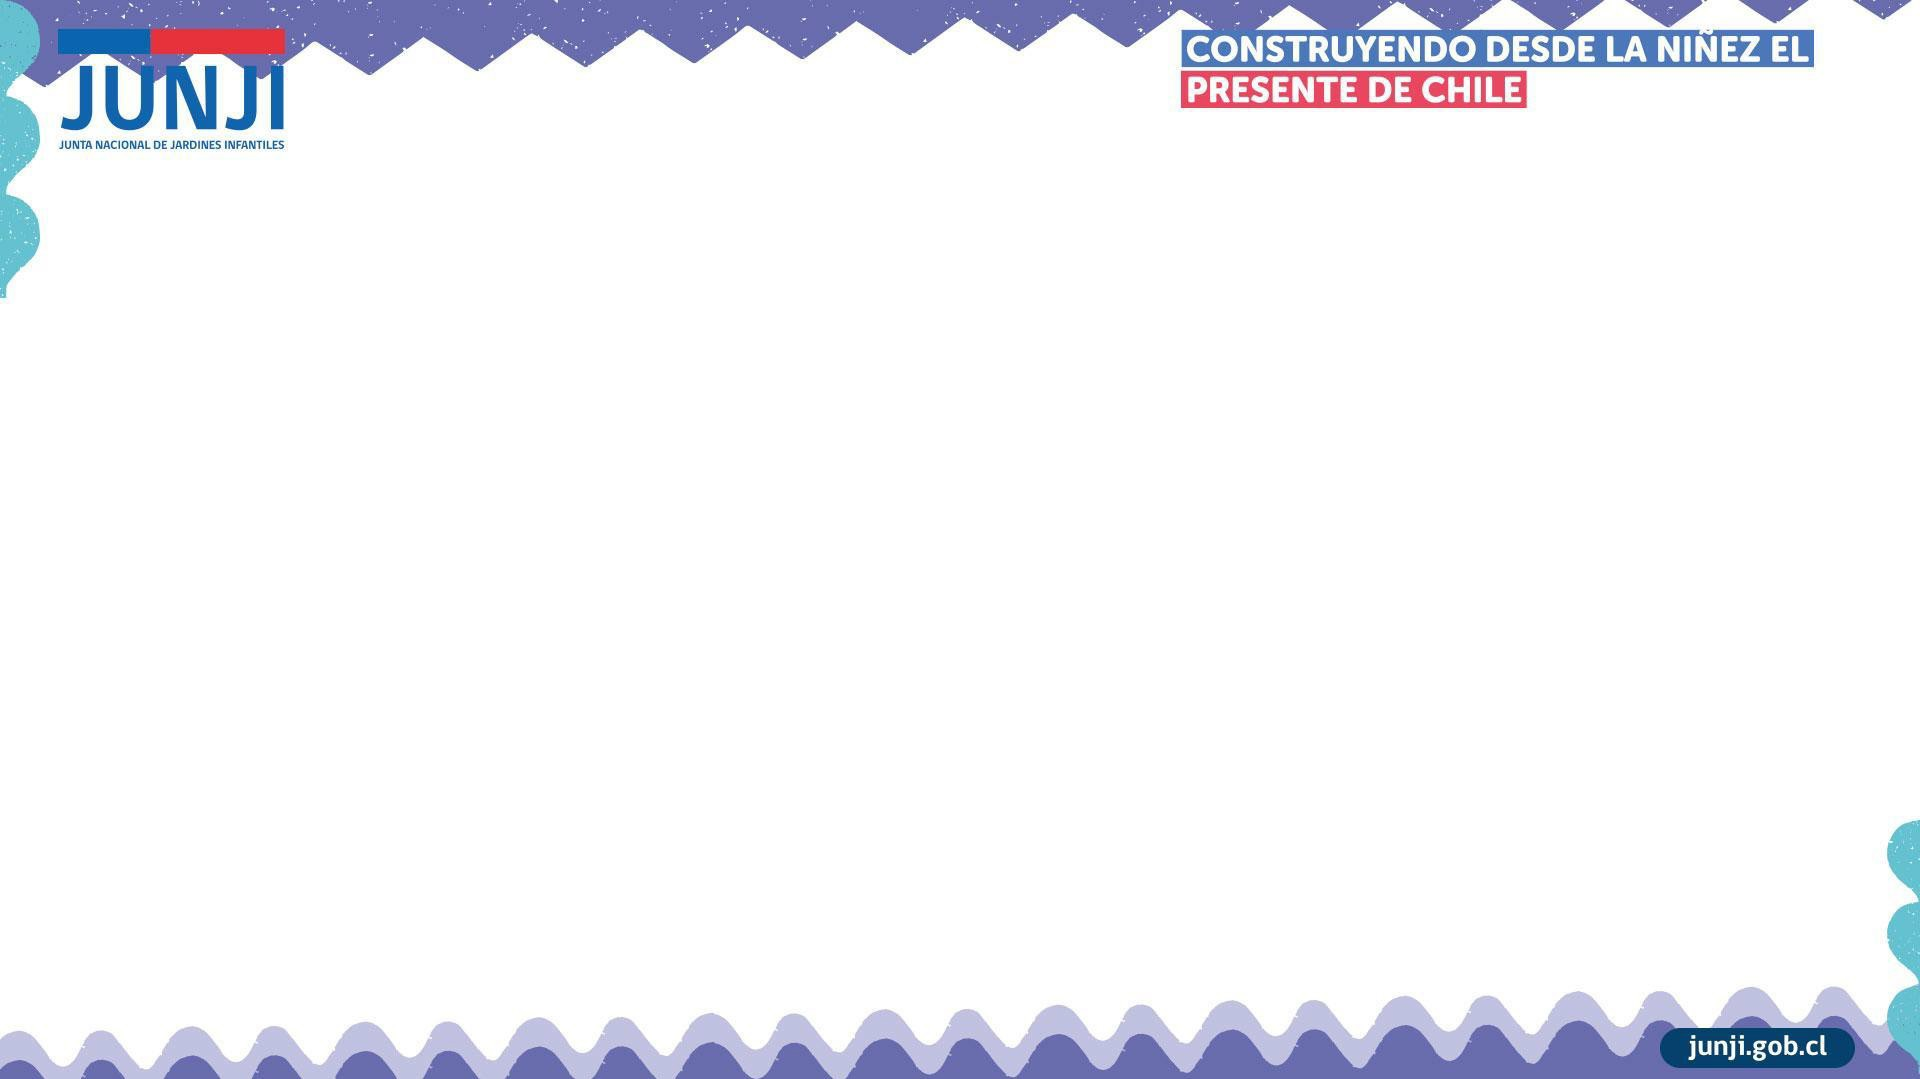 JUNJI
JUNTA NACIONAL DE JARDINES INFANTILES
CONSTRUYENDO DESDE LA NIÑEZ EL
PRESENTE DE CHILE
junji.gob.cl